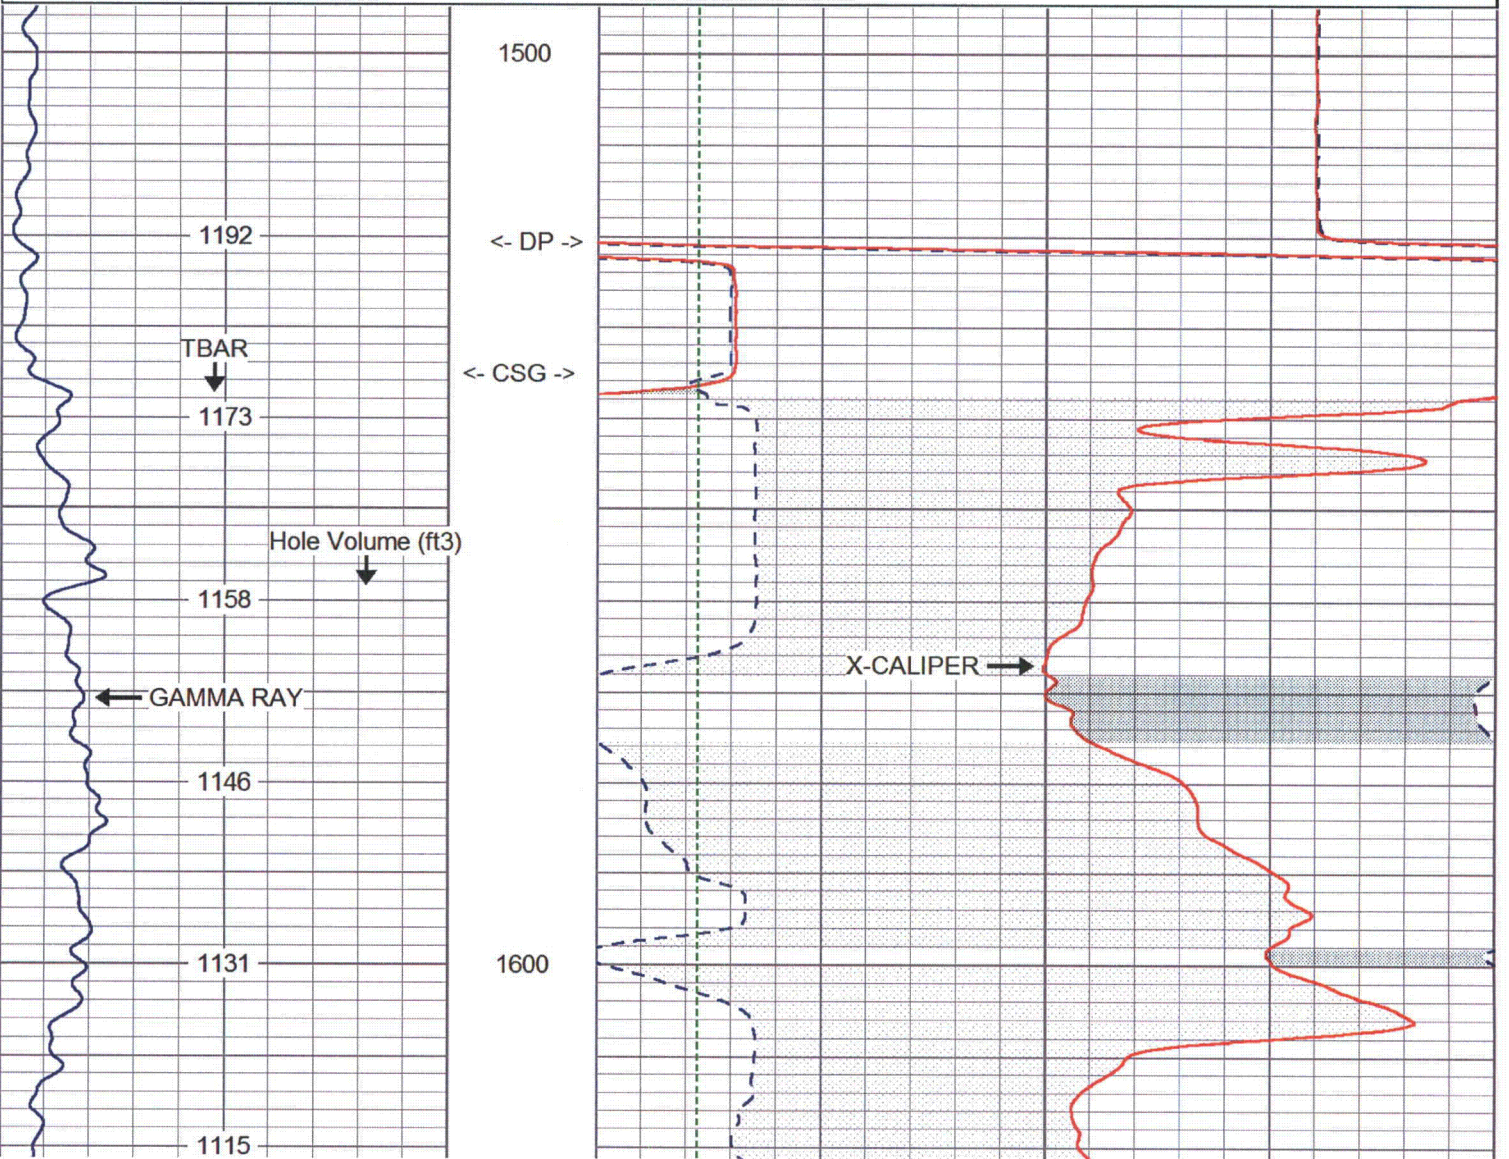 1500
1192
<- DP ->
TBAR
<- CSG ->
1173
Hole Volume (ft3)
1158
X-CALIPER
GAMMA RAY
1146
1131
1600
1115